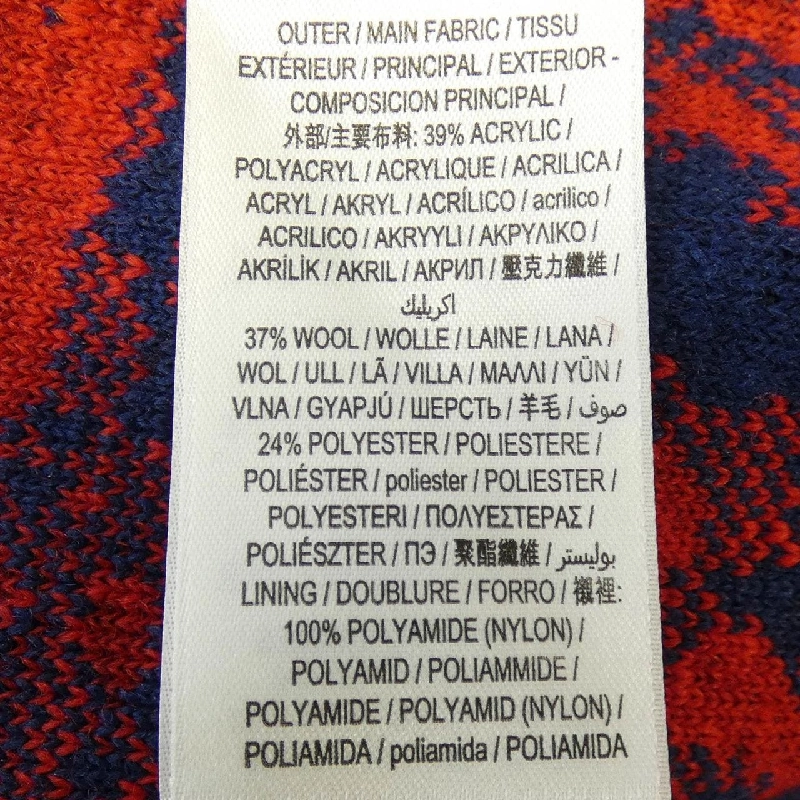 OUTER / MAIN FABRIC / TISSU
EXTÉRIEUR / PRINCIPAL / EXTERIOR -
COMPOSICION PRINCIPAL /
外部/主要布料: 39% ACRYLIC /
POLYACRYL / ACRYLIQUE / ACRILICA /
ACRYL / AKRYL / ACRÍLICO / acrilico /
ACRILICO / AKRYYLI / ΑΚΡΥΛΙΚΟ /
AKRİLİK / AKRIL / АКРИЛ / 壓克力纖維 /
اكريليك
37% WOOL / WOLLE / LAINE / LANA /
WOL / ULL / LÃ / VILLA / ΜΑΛΛΙ / YÜN /
VLNA / GYAPJÚ / ШЕРСТЬ / 羊毛 / صوف /
24% POLYESTER / POLIESTERE /
POLIÉSTER / poliester / POLIESTER /
POLYESTERI / ΠΟΛΥΕΣΤΕΡΑΣ /
POLIÉSZTER / ПЭ / 聚酯纖維 / بوليستر /
LINING / DOUBLURE / FORRO / 襯裡:
100% POLYAMIDE (NYLON) /
POLYAMID / POLIAMMIDE /
POLYAMIDE / POLYAMID (NYLON) /
POLIAMIDA / poliamida / POLIAMIDA